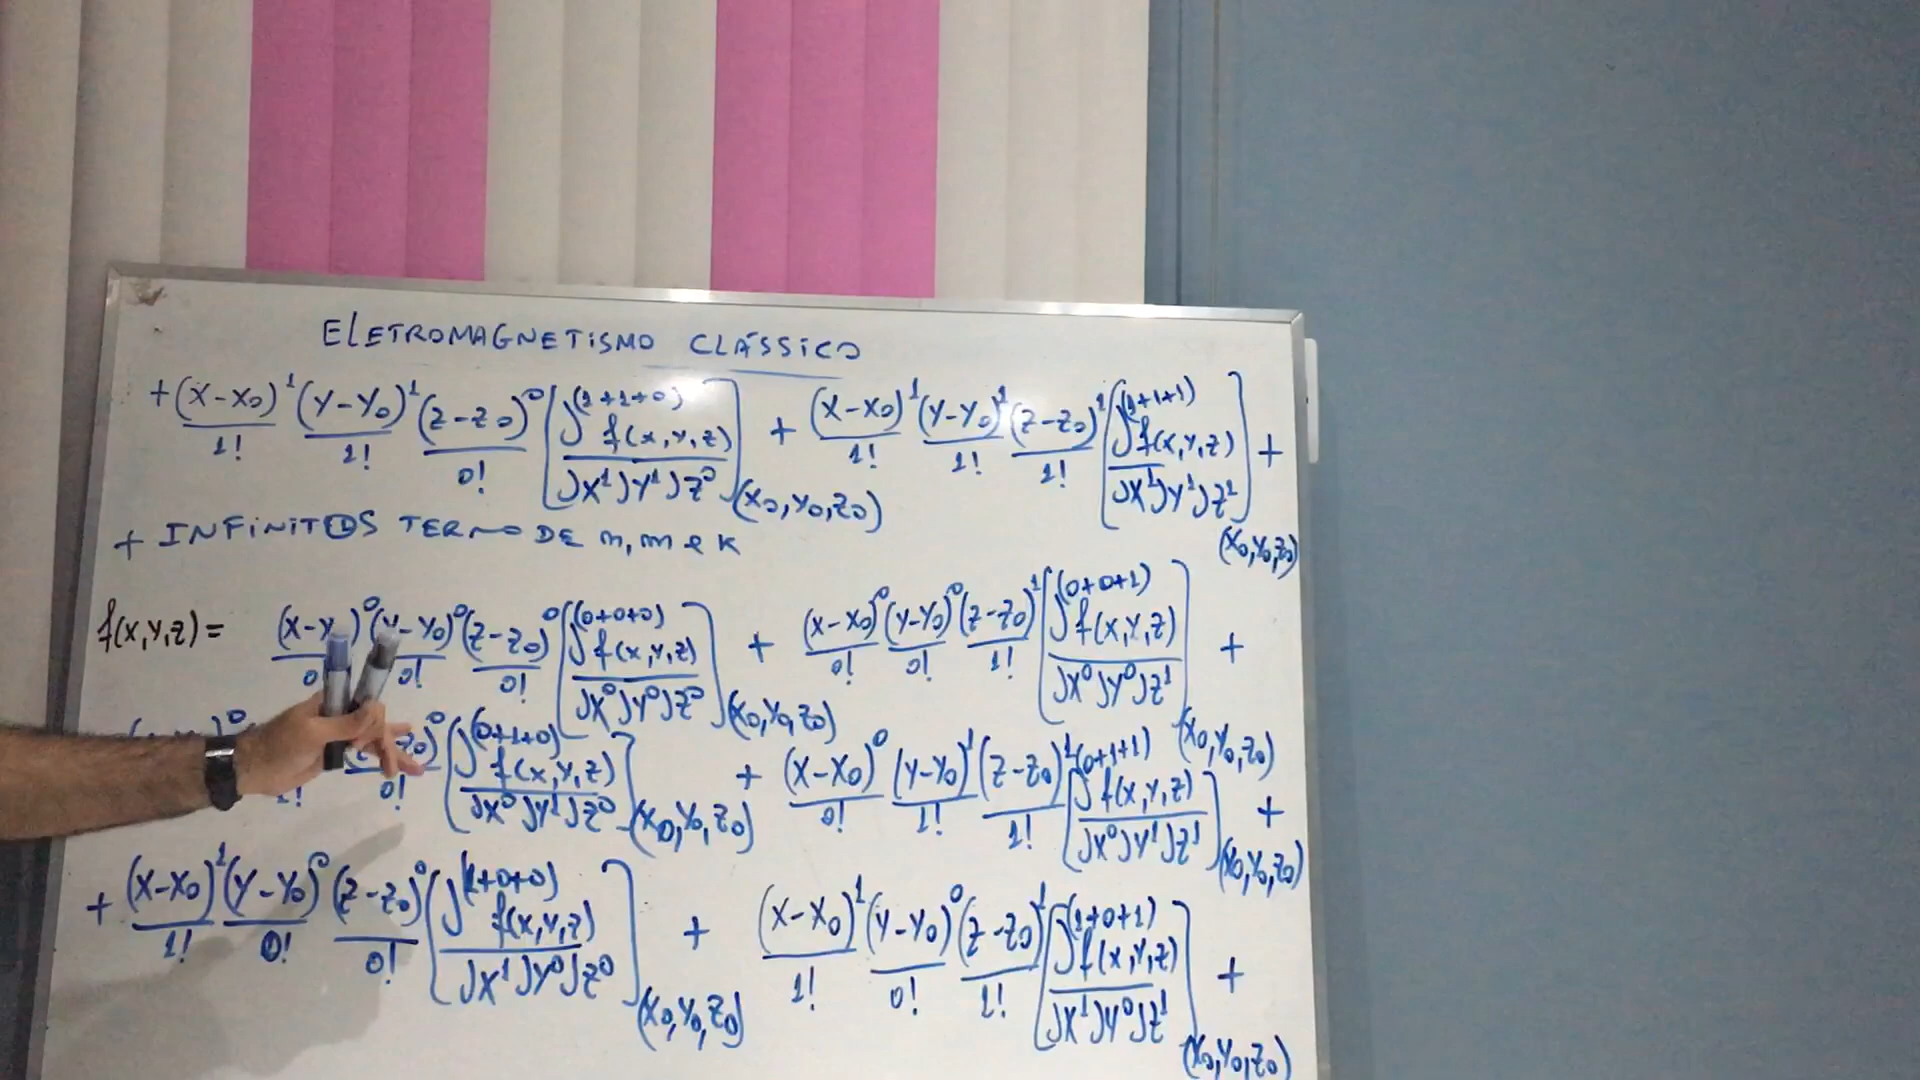 ELETROMAGNETISMO CLÁSSICO
+ (x-x₀)¹/1! (y-y₀)¹/1! (z-z₀)⁰/0! [∂^(1+1+0) f(x,y,z)/∂x¹∂y¹∂z⁰](x₀,y₀,z₀) + (x-x₀)¹/1! (y-y₀)¹/1! (z-z₀)¹/1! [∂^(1+1+1) f(x,y,z)/∂x¹∂y¹∂z¹](x₀,y₀,z₀) +
+ INFINITOS TERMO DE n, m e k
f(x,y,z) = (x-x₀)⁰/0! (y-y₀)⁰/0! (z-z₀)⁰/0! [∂^(0+0+0) f(x,y,z)/∂x⁰∂y⁰∂z⁰](x₀,y₀,z₀) + (x-x₀)⁰/0! (y-y₀)⁰/0! (z-z₀)¹/1! [∂^(0+0+1) f(x,y,z)/∂x⁰∂y⁰∂z¹](x₀,y₀,z₀) +
[∂^(0+1+0) f(x,y,z)/∂x⁰∂y¹∂z⁰](x₀,y₀,z₀) + (x-x₀)⁰/0! (y-y₀)¹/1! (z-z₀)¹/1! [∂^(0+1+1) f(x,y,z)/∂x⁰∂y¹∂z¹](x₀,y₀,z₀) +
+ (x-x₀)¹/1! (y-y₀)⁰/0! (z-z₀)⁰/0! [∂^(1+0+0) f(x,y,z)/∂x¹∂y⁰∂z⁰](x₀,y₀,z₀) + (x-x₀)¹/1! (y-y₀)⁰/0! (z-z₀)¹/1! [∂^(1+0+1) f(x,y,z)/∂x¹∂y⁰∂z¹](x₀,y₀,z₀) +